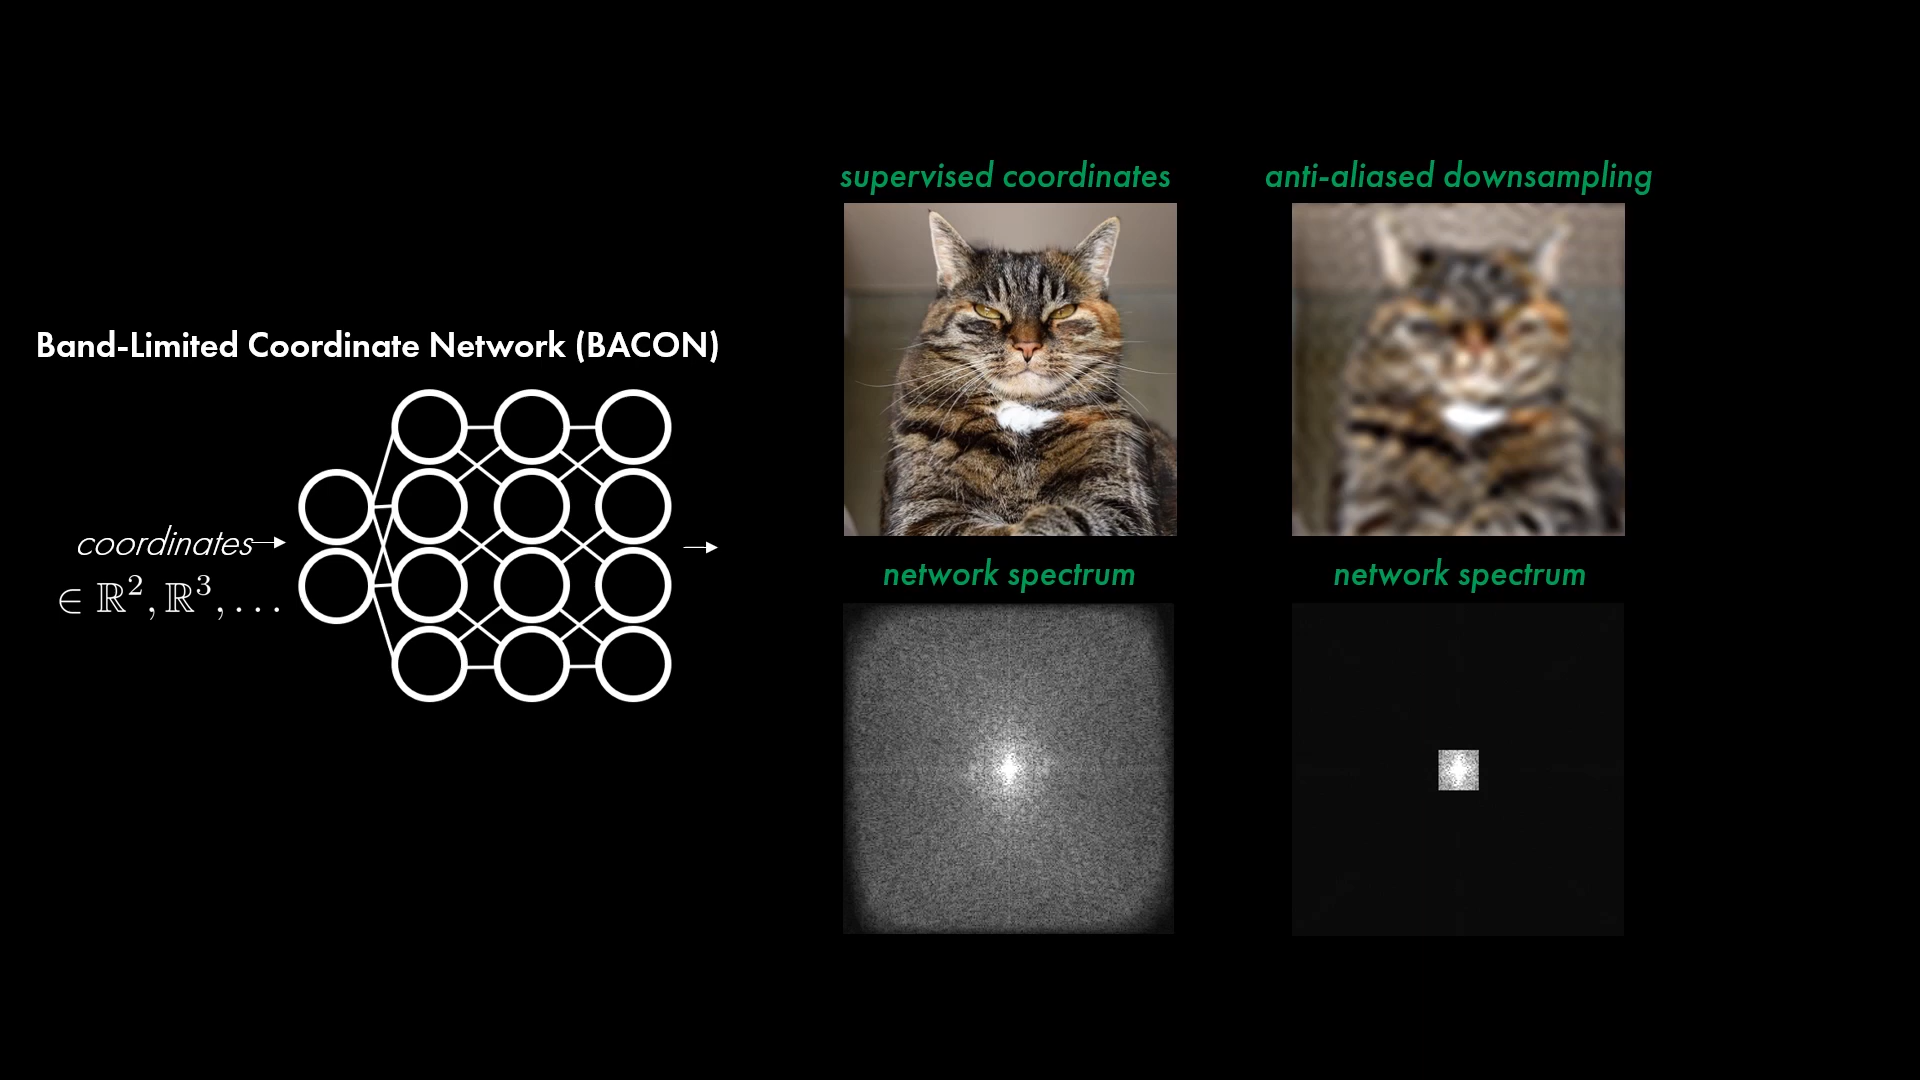 Band-Limited Coordinate Network (BACON)
coordinates
∈ ℝ², ℝ³, ...
supervised coordinates
anti-aliased downsampling
network spectrum
network spectrum